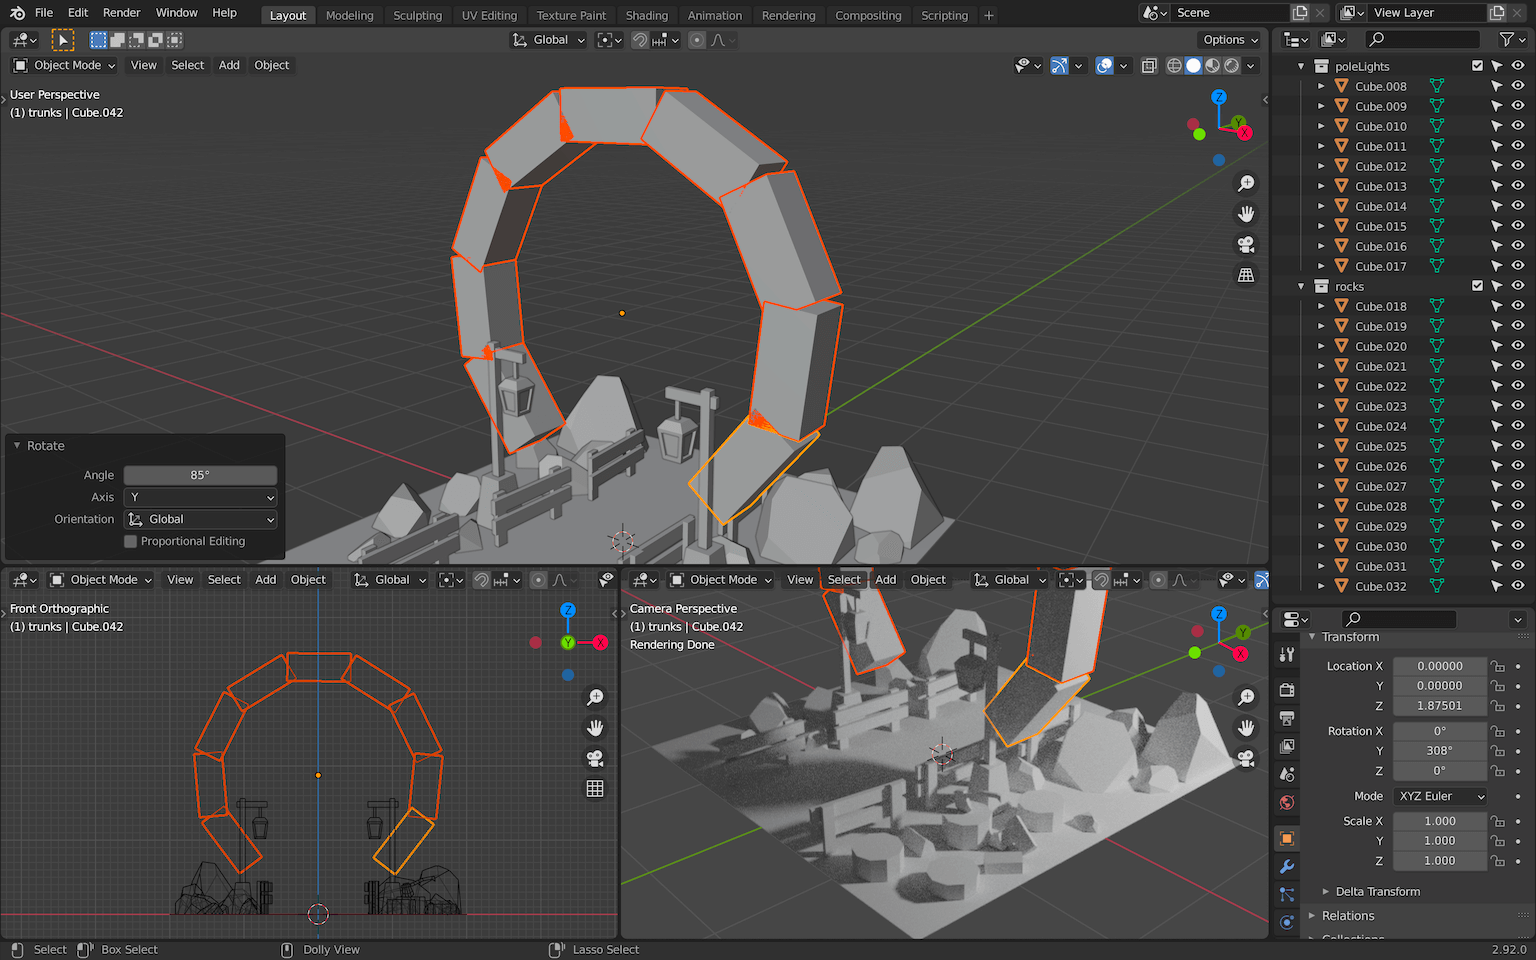 File Edit Render Window Help Layout Modeling Sculpting UV Editing Texture Paint Shading Animation Rendering Compositing Scripting + Scene View Layer
Global Options
Object Mode View Select Add Object
User Perspective
(1) trunks | Cube.042
Z
Y
X
Rotate
Angle 85°
Axis Y
Orientation Global
Proportional Editing
Object Mode View Select Add Object Global
Front Orthographic
(1) trunks | Cube.042
Z
Y
X
Object Mode View Select Add Object Global
Camera Perspective
(1) trunks | Cube.042
Rendering Done
Z
Y
X
poleLights
Cube.008
Cube.009
Cube.010
Cube.011
Cube.012
Cube.013
Cube.014
Cube.015
Cube.016
Cube.017
rocks
Cube.018
Cube.019
Cube.020
Cube.021
Cube.022
Cube.023
Cube.024
Cube.025
Cube.026
Cube.027
Cube.028
Cube.029
Cube.030
Cube.031
Cube.032
Transform
Location X 0.00000
Y 0.00000
Z 1.87501
Rotation X 0°
Y 308°
Z 0°
Mode XYZ Euler
Scale X 1.000
Y 1.000
Z 1.000
Delta Transform
Relations
Collections
Select Box Select Dolly View Lasso Select 2.92.0